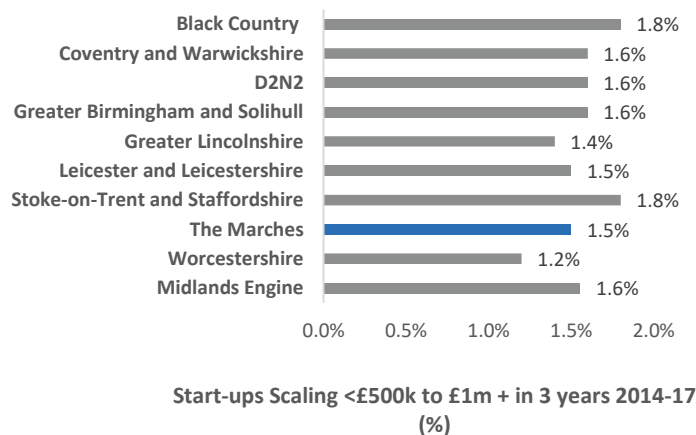 Black Country 1.8%
Coventry and Warwickshire 1.6%
D2N2 1.6%
Greater Birmingham and Solihull 1.6%
Greater Lincolnshire 1.4%
Leicester and Leicestershire 1.5%
Stoke-on-Trent and Staffordshire 1.8%
The Marches 1.5%
Worcestershire 1.2%
Midlands Engine 1.6%
0.0% 0.5% 1.0% 1.5% 2.0%
Start-ups Scaling <£500k to £1m + in 3 years 2014-17
(%)